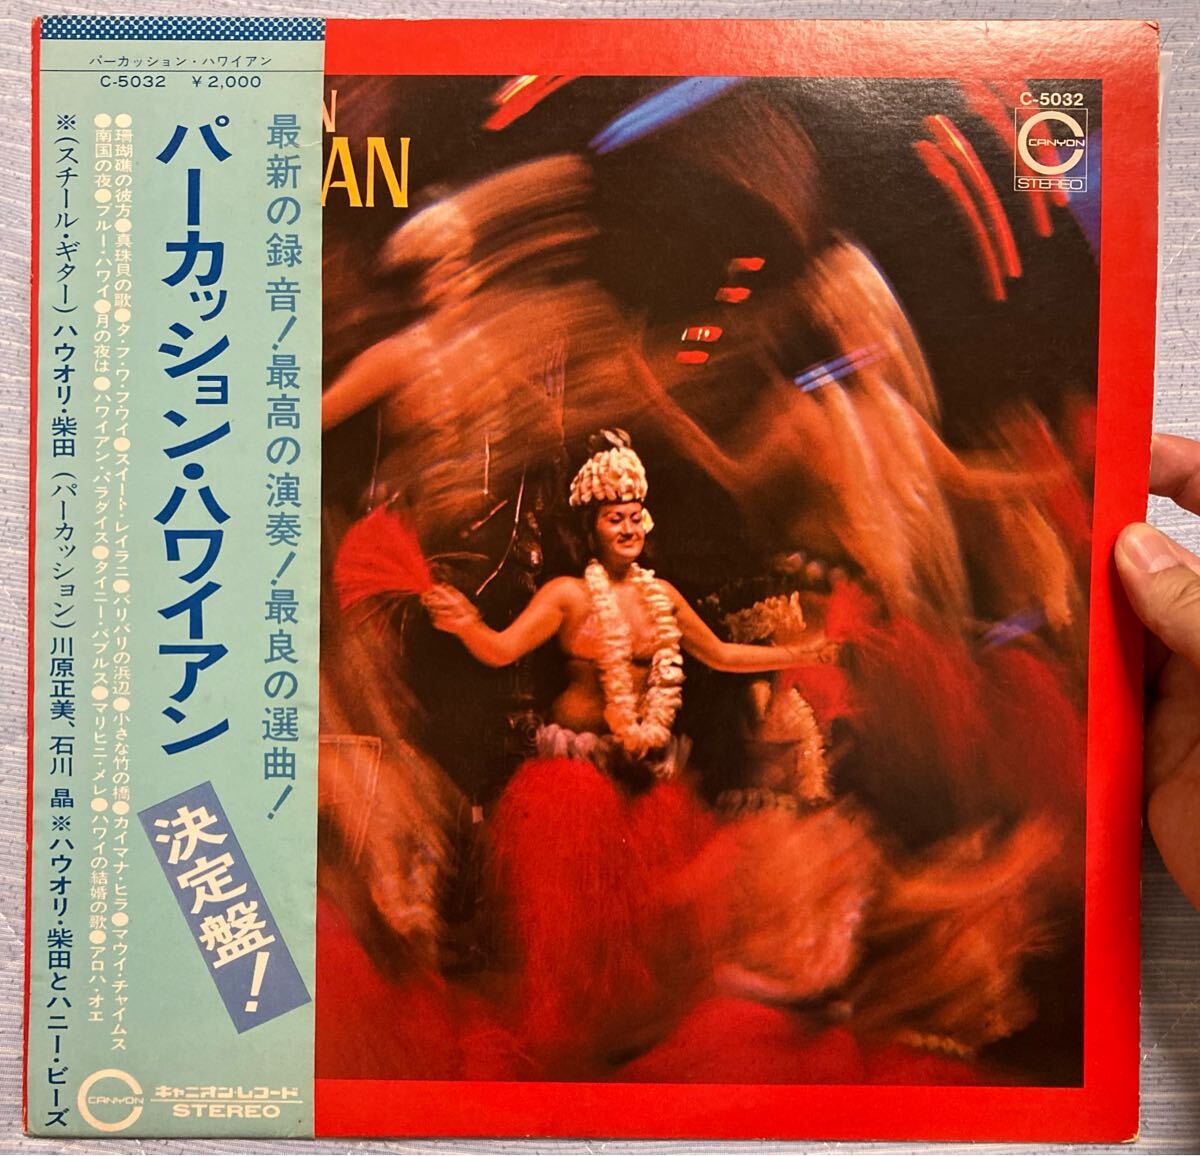 パーカッション・ハワイアン
C-5032 ¥2,000
最新の録音！最高の演奏！最良の選曲！
パーカッション・ハワイアン
決定盤！
●珊瑚礁の彼方●真珠貝の歌●タ・フ・ワ・フウイ●スイート・レイラニ●バリバリの浜辺●小さな竹の橋●カイマナ・ヒラ●マウイ・チャイムス
●南国の夜●ブルー・ハワイ●月の夜は●ハワイアン・パラダイス●タイニー・バブルス●マリヒニ・メレ●ハワイの結婚の歌●アロハ・オエ
※（スチール・ギター）ハウオリ・柴田（パーカッション）川原正美、石川 晶※ハウオリ・柴田とハニー・ビーズ
CANYON
キャニオン・レコード
STEREO
N
AN
C-5032
CANYON
STEREO